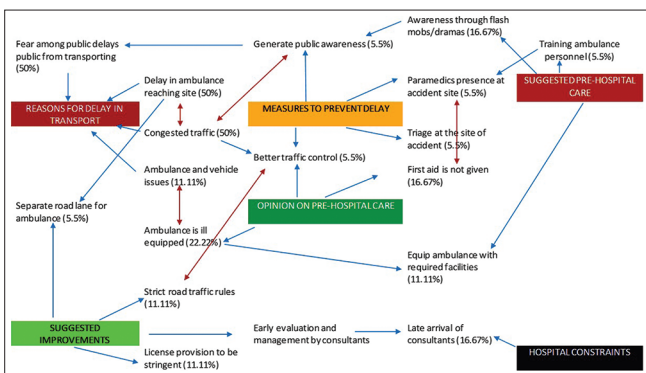 Awareness through flash
mobs/dramas (16.67%)
Fear among public delays
public from transporting
(50%)
Generate public awareness (5.5%)
Training ambulance
personnel (5.5%)
Delay in ambulance
reaching site (50%)
Paramedics presence at
accident site (5.5%)
SUGGESTED PRE-HOSPITAL
CARE
REASONS FOR DELAY IN
TRANSPORT
MEASURES TO PREVENT DELAY
Congested traffic (50%)
Triage at the site of
accident (5.5%)
Better traffic control (5.5%)
Ambulance and vehicle
issues (11.11%)
First aid is not given
(16.67%)
Separate road lane for
ambulance (5.5%)
OPINION ON PRE-HOSPITAL CARE
Ambulance is ill
equipped (22.22%)
Equip ambulance with
required facilities
(11.11%)
Strict road traffic rules
(11.11%)
SUGGESTED
IMPROVEMENTS
Early evaluation and
management by consultants
Late arrival of
consultants (16.67%)
License provision to be
stringent (11.11%)
HOSPITAL CONSTRAINTS